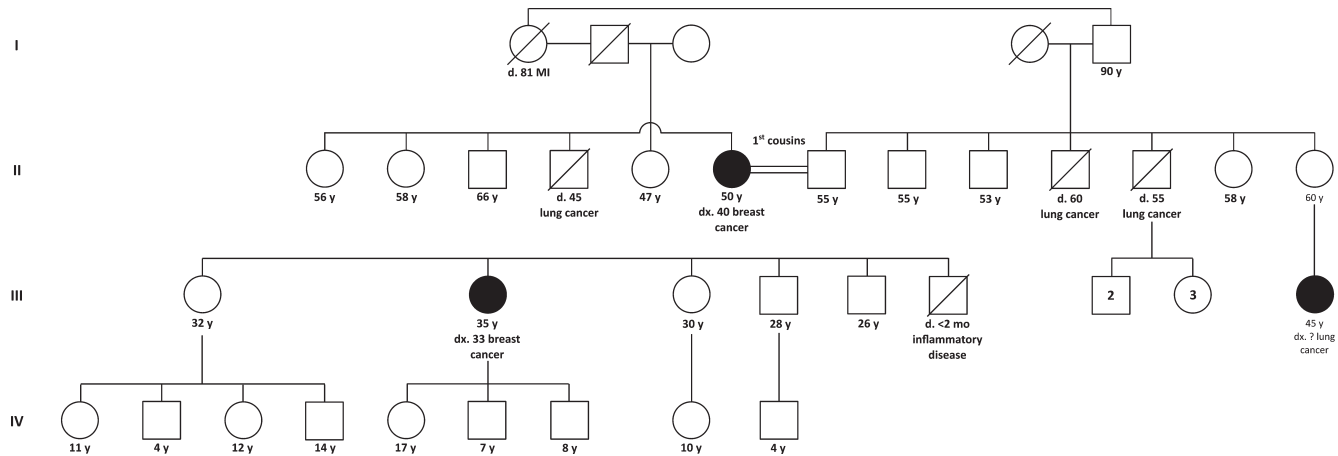 I
d. 81 MI
90 y
1st cousins
II
56 y
58 y
66 y
d. 45
lung cancer
47 y
50 y
dx. 40 breast
cancer
55 y
55 y
53 y
d. 60
lung cancer
d. 55
lung cancer
58 y
60 y
III
32 y
35 y
dx. 33 breast
cancer
30 y
28 y
26 y
d. <2 mo
inflammatory
disease
2
3
45 y
dx. ? lung
cancer
IV
11 y
4 y
12 y
14 y
17 y
7 y
8 y
10 y
4 y